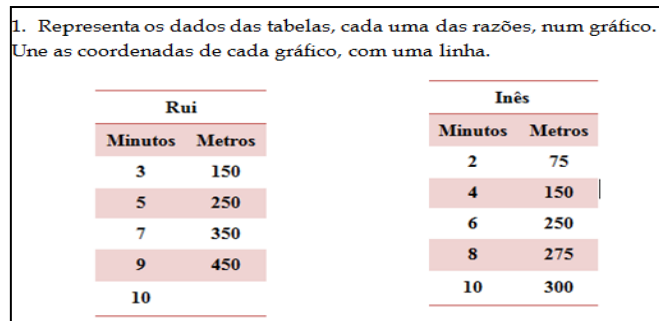 1. Representa os dados das tabelas, cada uma das razões, num gráfico.
Une as coordenadas de cada gráfico, com uma linha.
Rui
Minutos Metros
3 150
5 250
7 350
9 450
10
Inês
Minutos Metros
2 75
4 150
6 250
8 275
10 300